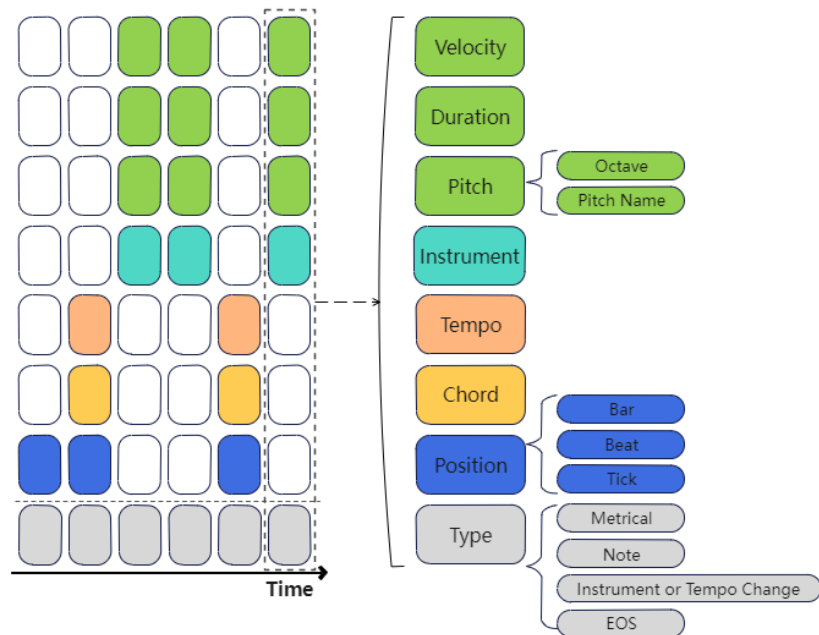 Velocity
Duration
Pitch
Octave
Pitch Name
Instrument
Tempo
Chord
Position
Bar
Beat
Tick
Type
Metrical
Note
Instrument or Tempo Change
EOS
Time